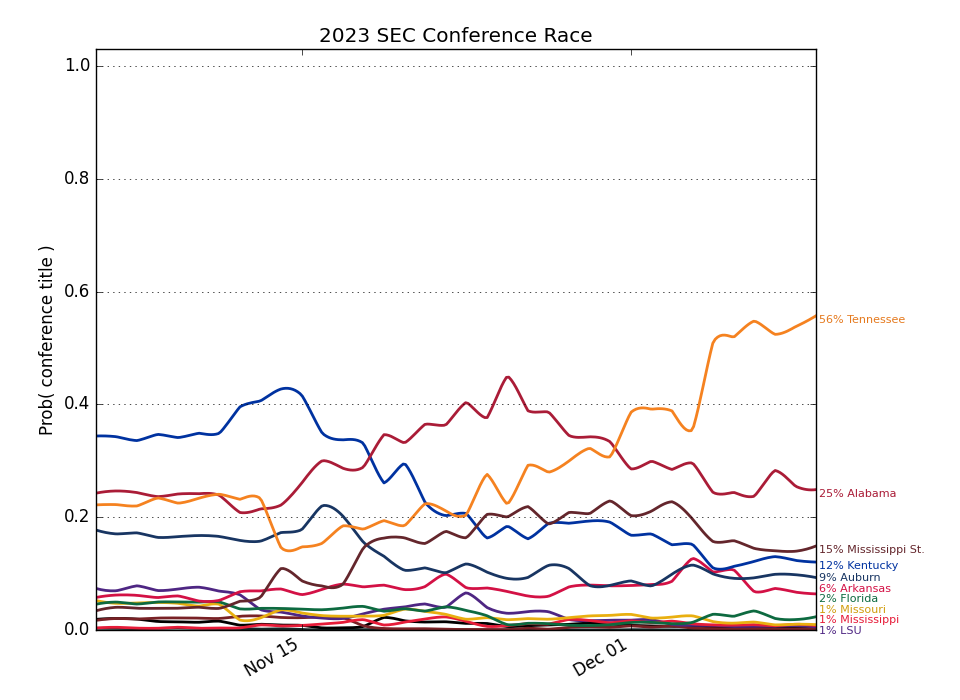 2023 SEC Conference Race
Prob( conference title )
1.0
0.8
0.6
0.4
0.2
0.0
Nov 15
Dec 01
56% Tennessee
25% Alabama
15% Mississippi St.
12% Kentucky
9% Auburn
6% Arkansas
2% Florida
1% Missouri
1% Mississippi
1% LSU